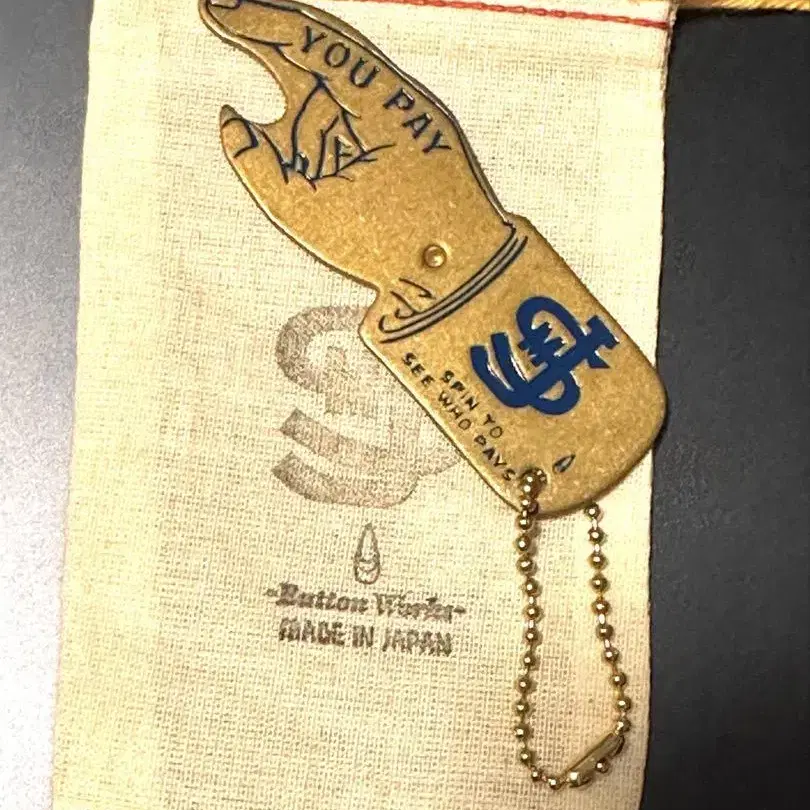 YOU PAY
SPIN TO
SEE WHO PAYS
-Button Works-
MADE IN JAPAN